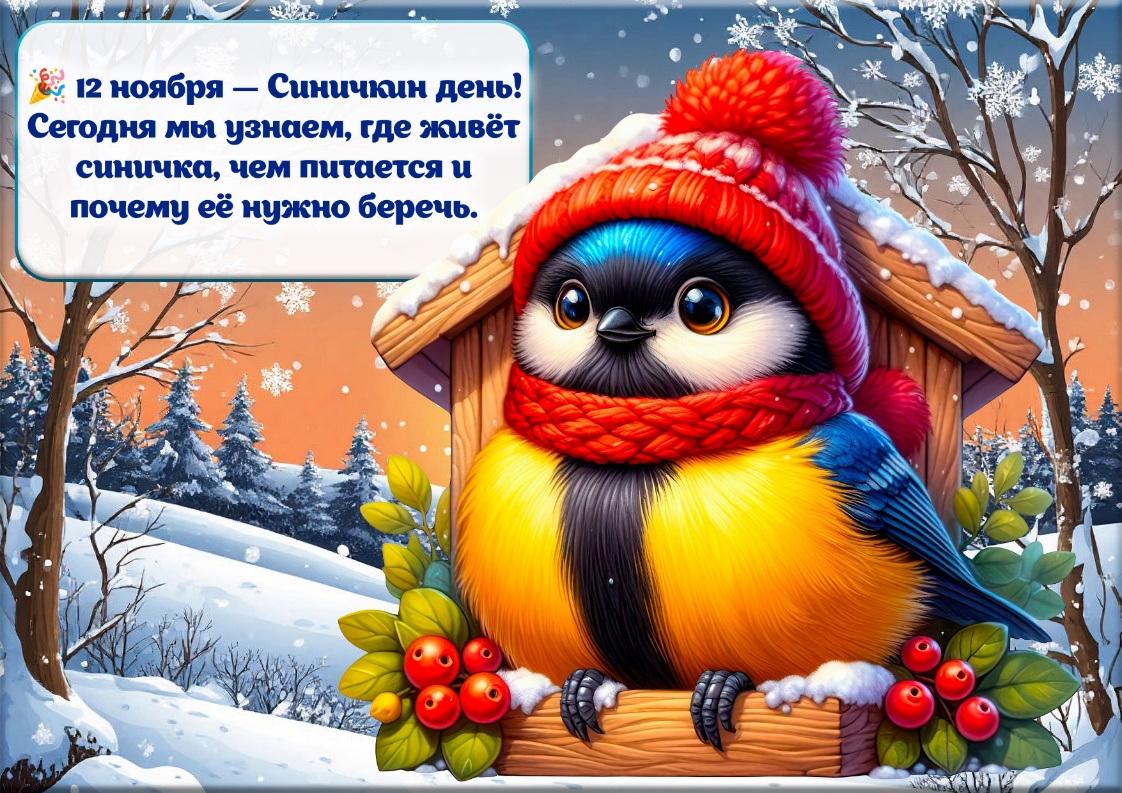 🎉 12 ноября — Синичкин день!
Сегодня мы узнаем, где живёт
синичка, чем питается и
почему её нужно беречь.